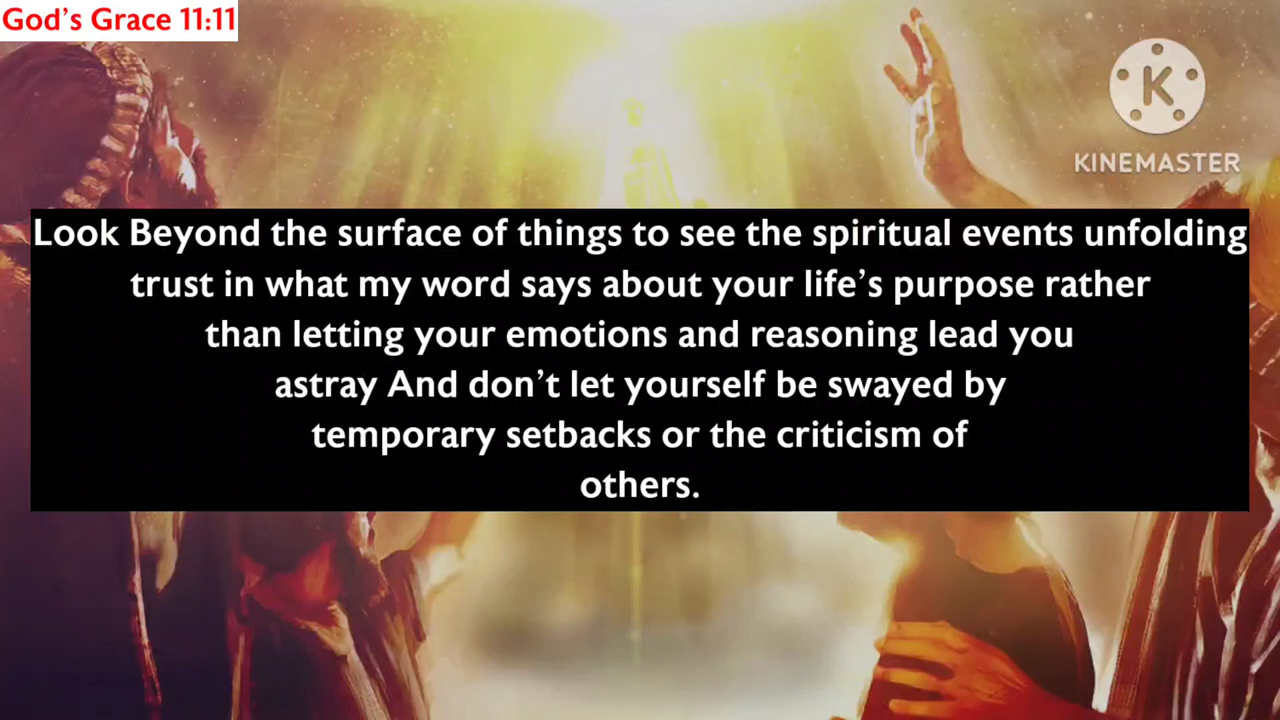 God's Grace 11:11
K
KINEMASTER
Look Beyond the surface of things to see the spiritual events unfolding
trust in what my word says about your life's purpose rather
than letting your emotions and reasoning lead you
astray And don't let yourself be swayed by
temporary setbacks or the criticism of
others.